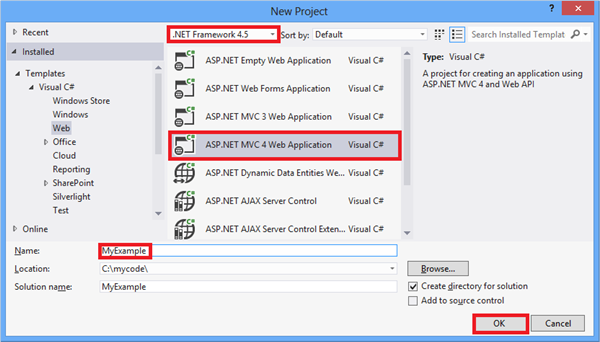 New Project
Recent
.NET Framework 4.5 Sort by: Default Search Installed Templat
Installed
Templates
Visual C#
Windows Store
Windows
Web
Office
Cloud
Reporting
SharePoint
Silverlight
Test
Online
ASP.NET Empty Web Application Visual C#
ASP.NET Web Forms Application Visual C#
ASP.NET MVC 3 Web Application Visual C#
ASP.NET MVC 4 Web Application Visual C#
ASP.NET Dynamic Data Entities We... Visual C#
ASP.NET AJAX Server Control Visual C#
ASP.NET AJAX Server Control Exten... Visual C#
Type: Visual C#
A project for creating an application using
ASP.NET MVC 4 and Web API
Name: MyExample
Location: C:\mycode\ Browse...
Solution name: MyExample
Create directory for solution
Add to source control
OK Cancel